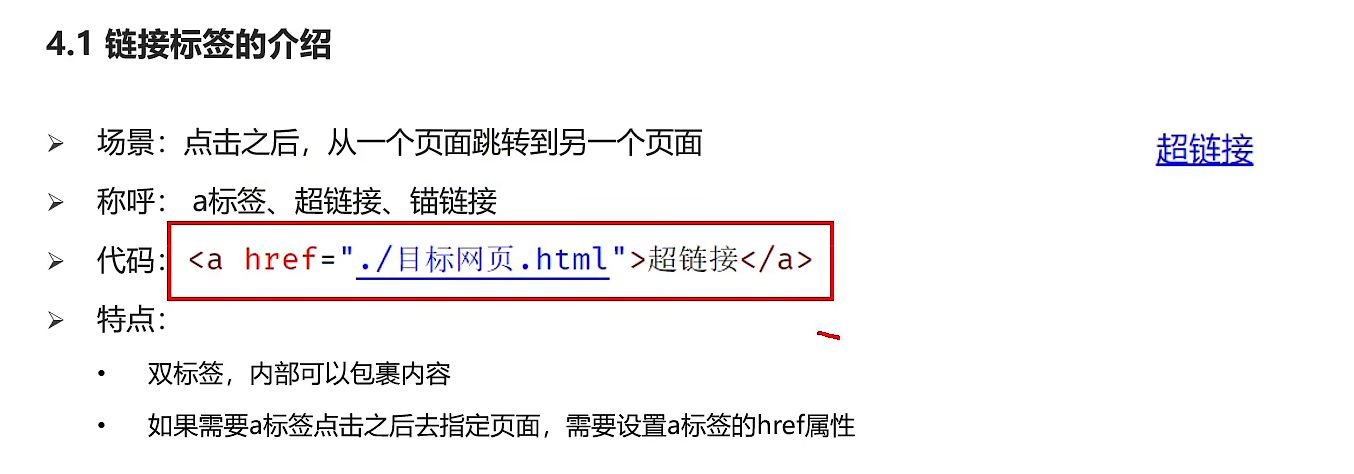 4.1 链接标签的介绍
场景：点击之后，从一个页面跳转到另一个页面
超链接
称呼： a标签、超链接、锚链接
代码：<a href="./目标网页.html">超链接</a>
特点：
双标签，内部可以包裹内容
如果需要a标签点击之后去指定页面，需要设置a标签的href属性